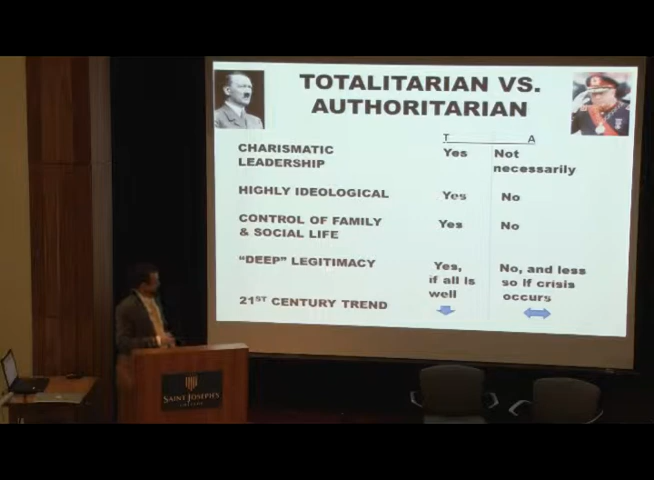 TOTALITARIAN VS.
AUTHORITARIAN
T A
CHARISMATIC Yes Not
LEADERSHIP necessarily
HIGHLY IDEOLOGICAL Yes No
CONTROL OF FAMILY Yes No
& SOCIAL LIFE
"DEEP" LEGITIMACY Yes, No, and less
if all is so if crisis
well occurs
21ST CENTURY TREND
SAINT JOSEPH'S